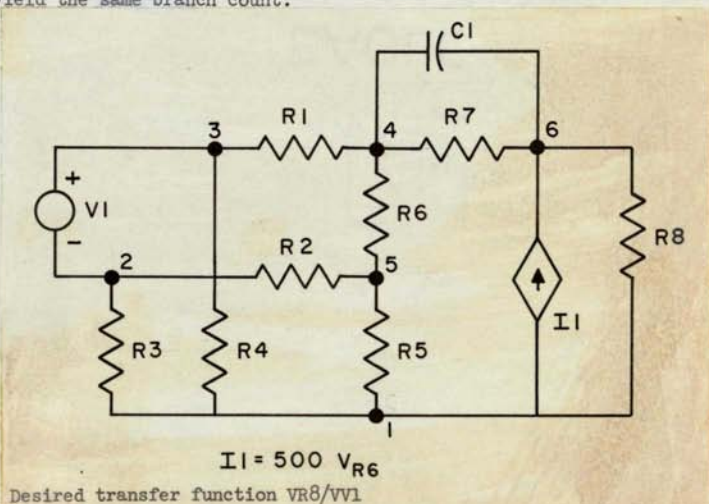 ield the same branch count.
C1
3
R1
4
R7
6
+
V1
-
R6
R8
2
R2
5
R3
R4
R5
I1
1
I1 = 500 VR6
Desired transfer function VR8/VV1